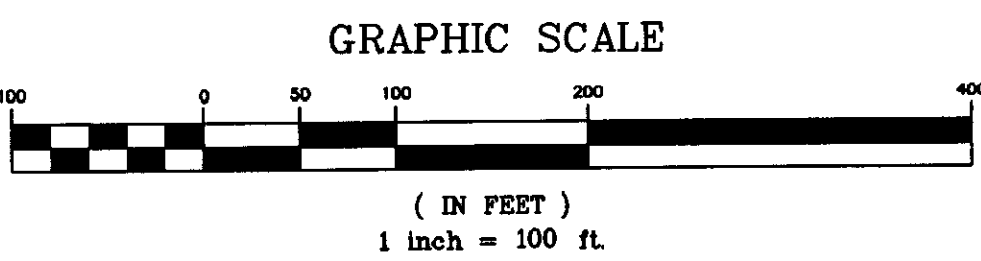 GRAPHIC SCALE
100 0 50 100 200 400
( IN FEET )
1 inch = 100 ft.